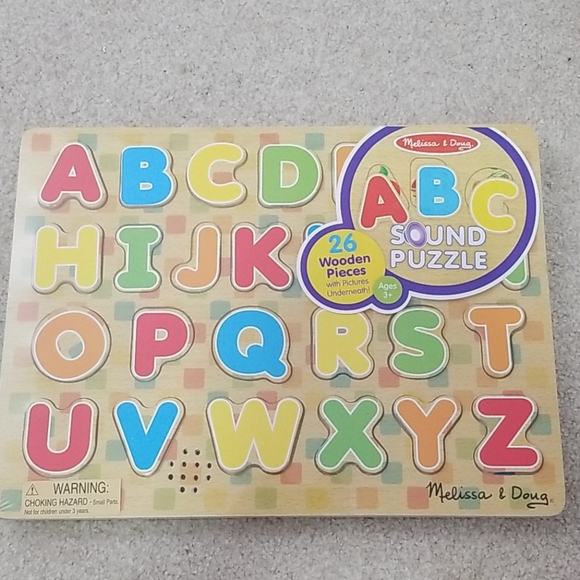 A B C D
Melissa & Doug
A B C
SOUND
PUZZLE
26
Wooden
Pieces
with Pictures
Underneath!
Ages
3+
H I J K
O P Q R S T
U V W X Y Z
WARNING:
CHOKING HAZARD - Small Parts.
Not for children under 3 years.
Melissa & Doug